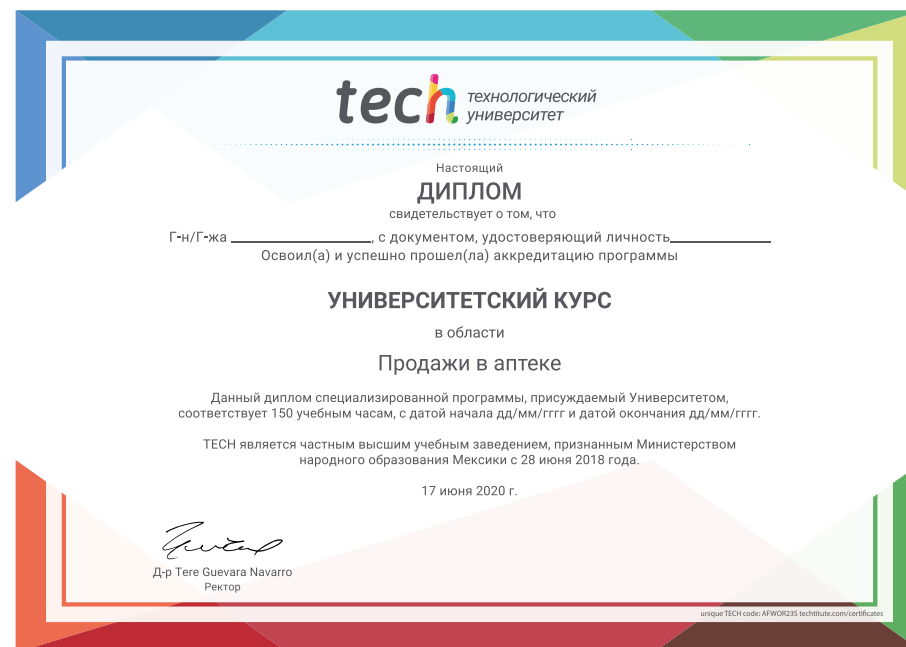 tech технологический
университет
Настоящий
ДИПЛОМ
свидетельствует о том, что
Г-н/Г-жа ____________, с документом, удостоверяющий личность____________
Освоил(а) и успешно прошел(ла) аккредитацию программы
УНИВЕРСИТЕТСКИЙ КУРС
в области
Продажи в аптеке
Данный диплом специализированной программы, присуждаемый Университетом,
соответствует 150 учебным часам, с датой начала дд/мм/гггг и датой окончания дд/мм/гггг.
TECH является частным высшим учебным заведением, признанным Министерством
народного образования Мексики с 28 июня 2018 года.
17 июня 2020 г.
Д-р Tere Guevara Navarro
Ректор
unique TECH code: AFWOR23S techtitute.com/certificates